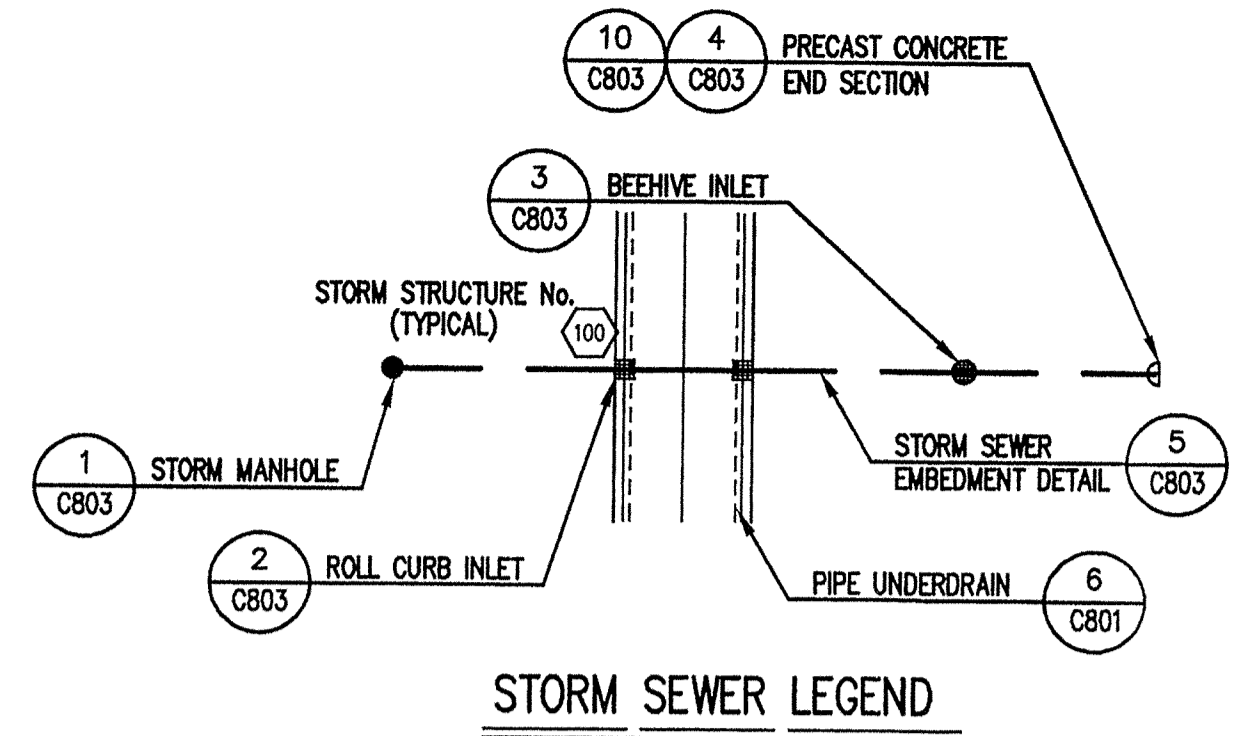 10
C803
4
C803
PRECAST CONCRETE
END SECTION
3
C803
BEEHIVE INLET
STORM STRUCTURE No.
(TYPICAL)
100
1
C803
STORM MANHOLE
STORM SEWER
EMBEDMENT DETAIL
5
C803
2
C803
ROLL CURB INLET
PIPE UNDERDRAIN
6
C801
STORM SEWER LEGEND